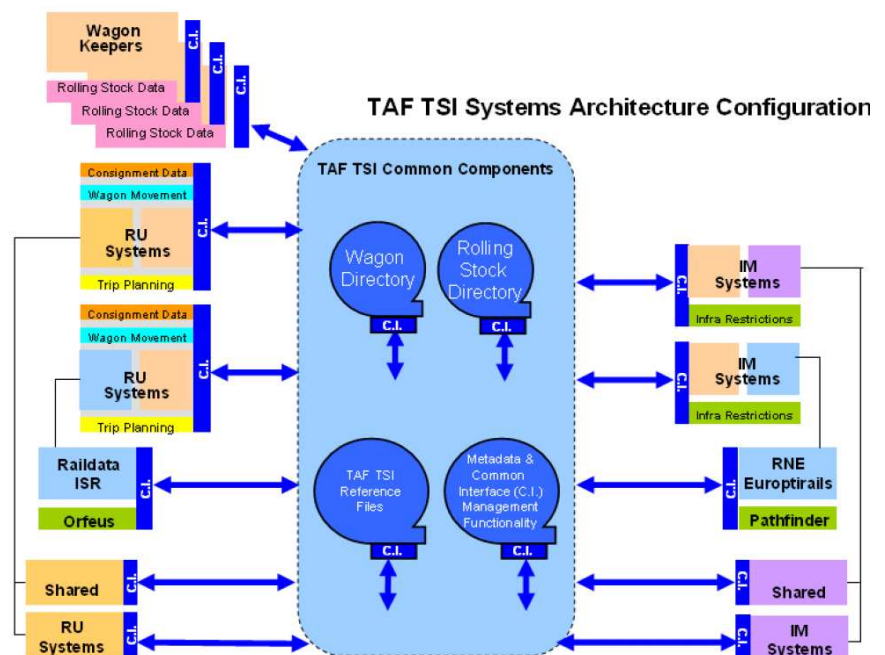 Wagon
Keepers
C.I.
C.I.
C.I.
Rolling Stock Data
Rolling Stock Data
Rolling Stock Data
TAF TSI Systems Architecture Configuration
TAF TSI Common Components
Consignment Data
Wagon Movement
RU
Systems
Trip Planning
C.I.
Consignment Data
Wagon Movement
RU
Systems
Trip Planning
C.I.
Raildata
ISR
Orfeus
C.I.
Shared
C.I.
RU
Systems
C.I.
Wagon
Directory
C.I.
Rolling
Stock
Directory
C.I.
TAF TSI
Reference
Files
C.I.
Metadata &
Common
Interface (C.I.)
Management
Functionality
C.I.
C.I.
IM
Systems
Infra Restrictions
C.I.
IM
Systems
Infra Restrictions
C.I.
RNE
Europtirails
Pathfinder
C.I.
Shared
C.I.
IM
Systems